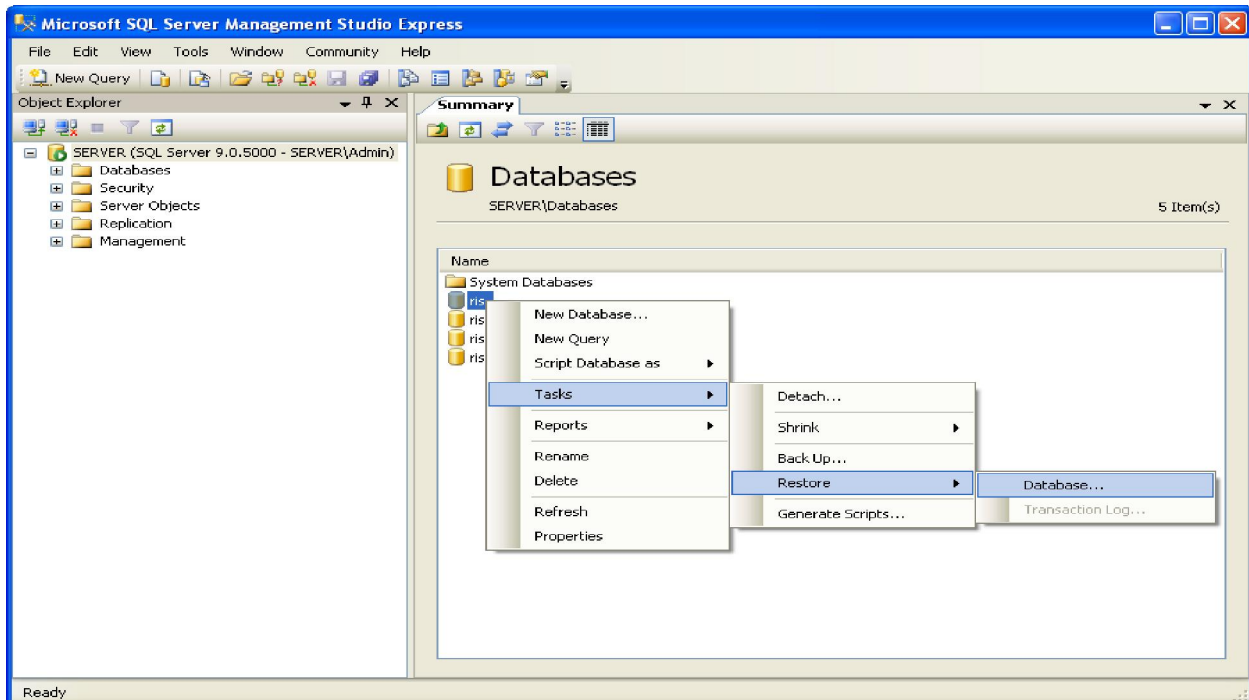 Microsoft SQL Server Management Studio Express
File Edit View Tools Window Community Help
New Query
Object Explorer
SERVER (SQL Server 9.0.5000 - SERVER\Admin)
Databases
Security
Server Objects
Replication
Management
Summary
Databases
SERVER\Databases
5 Item(s)
Name
System Databases
ris
ris
ris
ris
New Database...
New Query
Script Database as
Tasks
Reports
Rename
Delete
Refresh
Properties
Detach...
Shrink
Back Up...
Restore
Generate Scripts...
Database...
Transaction Log...
Ready